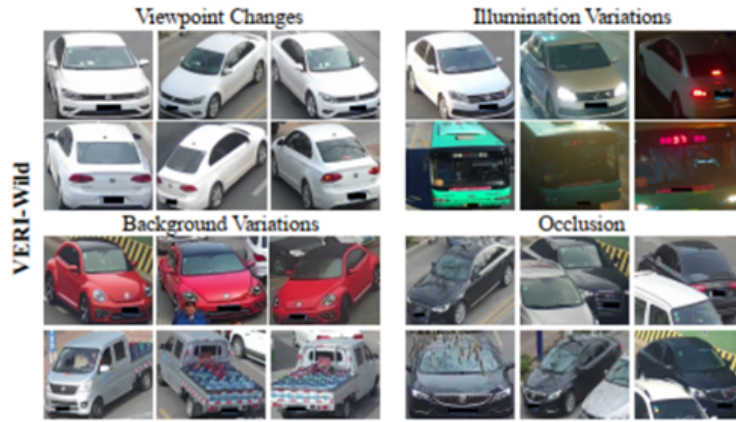 Viewpoint Changes
Illumination Variations
VERI-Wild
Background Variations
Occlusion